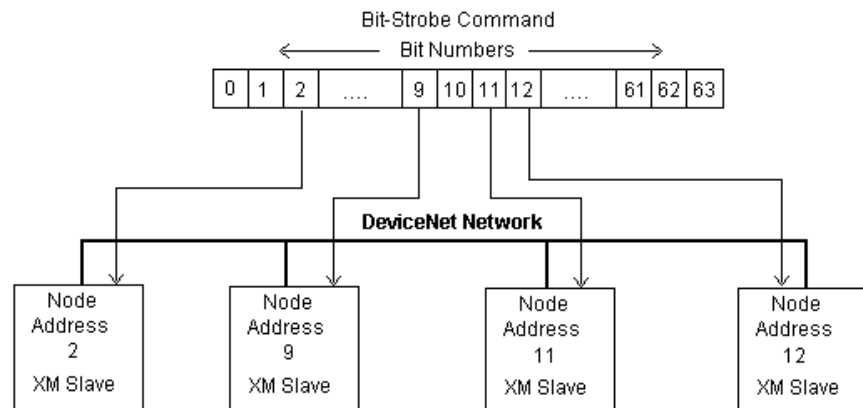 Bit-Strobe Command
Bit Numbers
0 1 2 .... 9 10 11 12 .... 61 62 63
DeviceNet Network
Node Address 2 XM Slave
Node Address 9 XM Slave
Node Address 11 XM Slave
Node Address 12 XM Slave